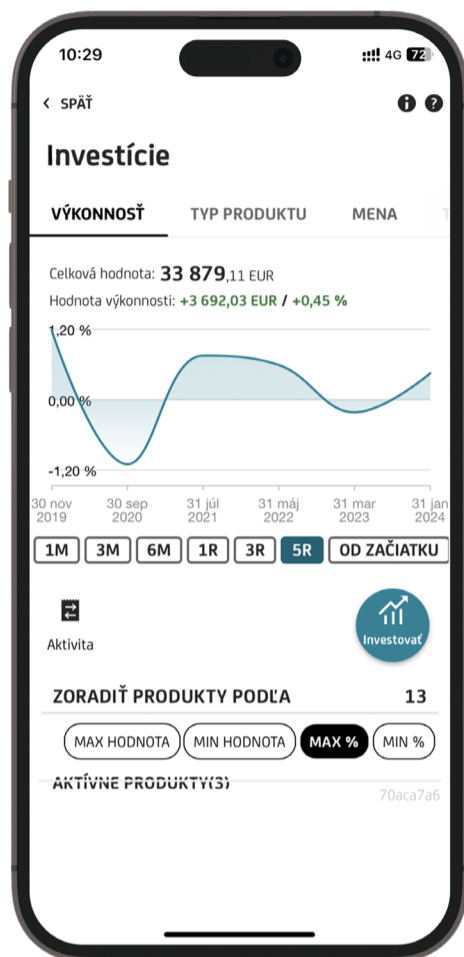 10:29 4G 72
SPÄŤ
Investície
VÝKONNOSŤ TYP PRODUKTU MENA
Celková hodnota: 33 879,11 EUR
Hodnota výkonnosti: +3 692,03 EUR / +0,45 %
1,20 %
0,00 %
-1,20 %
30 nov 30 sep 31 júl 31 máj 31 mar 31 jan
2019 2020 2021 2022 2023 2024
1M 3M 6M 1R 3R 5R OD ZAČIATKU
Aktivita Investovať
ZORADIŤ PRODUKTY PODĽA 13
MAX HODNOTA MIN HODNOTA MAX % MIN %
AKTÍVNE PRODUKTY(3)
70aca7a6